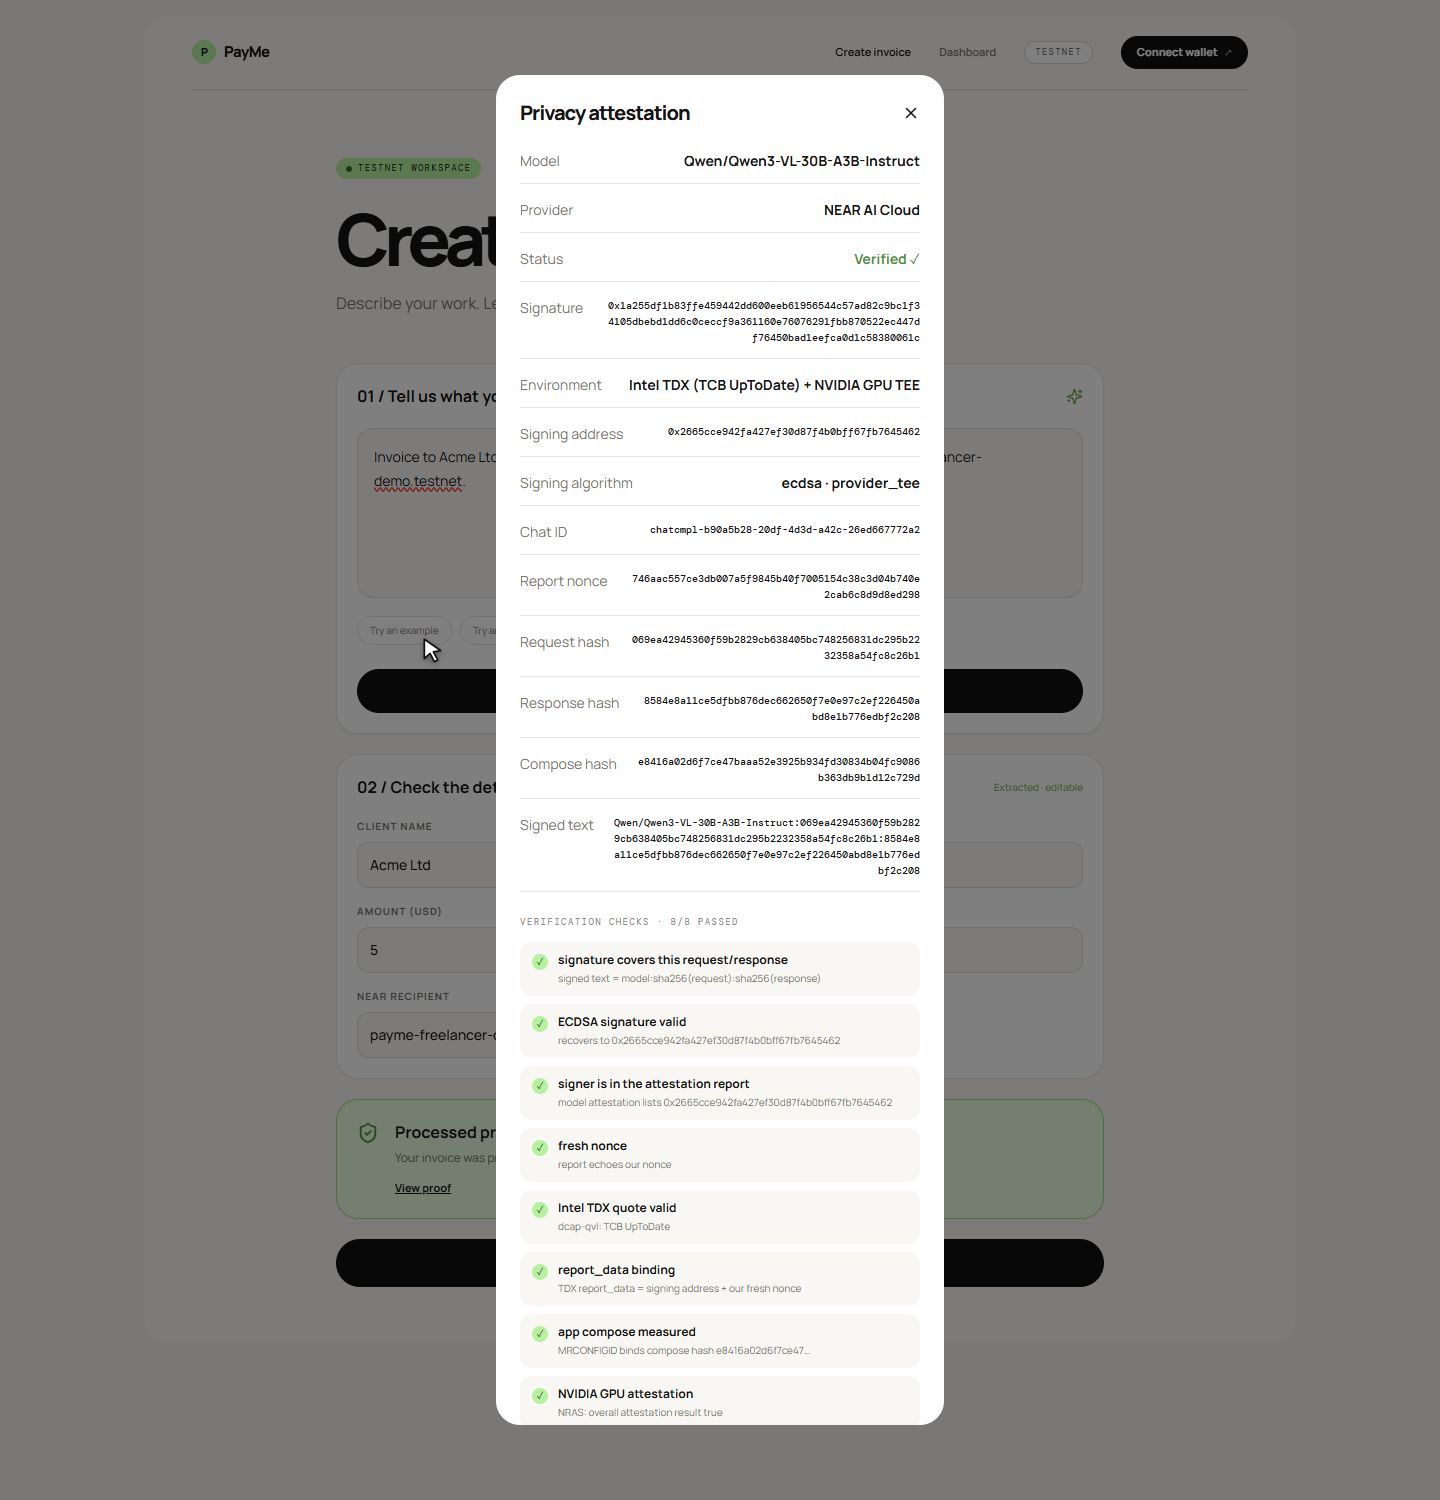 P PayMe
Create invoice
Dashboard
TESTNET
Connect wallet ↗
Privacy attestation
Model
Qwen/Qwen3-VL-30B-A3B-Instruct
Provider
NEAR AI Cloud
Status
Verified ✓
Signature
0x1a255df1b83ffe459442dd600eeb61956544c57ad82c9bc1f3
4105dbebd1dd6c0ceccf9a361160e76076291fbb870522ec447d
f76450bad1eefca0d1c58380061c
Environment
Intel TDX (TCB UpToDate) + NVIDIA GPU TEE
Signing address
0x2665cce942fa427ef30d87f4b0bff67fb7645462
Signing algorithm
ecdsa · provider_tee
Chat ID
chatcmpl-b90a5b28-20df-4d3d-a42c-26ed667772a2
Report nonce
746aac557ce3db007a5f9845b40f7005154c38c3d04b740e
2cab6c8d9d8ed298
Request hash
069ea42945360f59b2829cb638405bc748256831dc295b22
32358a54fc8c26b1
Response hash
8584e8a11ce5dfbb876dec662650f7e0e97c2ef226450a
bd8e1b776edbf2c208
Compose hash
e8416a02d6f7ce47baaa52e3925b934fd30834b04fc9086
b363db9b1d12c729d
Signed text
Qwen/Qwen3-VL-30B-A3B-Instruct:069ea42945360f59b282
9cb638405bc748256831dc295b2232358a54fc8c26b1:8584e8
a11ce5dfbb876dec662650f7e0e97c2ef226450abd8e1b776ed
bf2c208
VERIFICATION CHECKS · 8/8 PASSED
signature covers this request/response
signed text = model:sha256(request):sha256(response)
ECDSA signature valid
recovers to 0x2665cce942fa427ef30d87f4b0bff67fb7645462
signer is in the attestation report
model attestation lists 0x2665cce942fa427ef30d87f4b0bff67fb7645462
fresh nonce
report echoes our nonce
Intel TDX quote valid
dcap-qvl: TCB UpToDate
report_data binding
TDX report_data = signing address + our fresh nonce
app compose measured
MRCONFIGID binds compose hash e8416a02d6f7ce47…
NVIDIA GPU attestation
NRAS: overall attestation result true
TESTNET WORKSPACE
Creat
Describe your work. Le
01 / Tell us what yo
Invoice to Acme Ltd
ancer-
demo.testnet.
Try an example
Try a
02 / Check the det
Extracted · editable
CLIENT NAME
Acme Ltd
AMOUNT (USD)
5
NEAR RECIPIENT
payme-freelancer-d
Processed pr
Your invoice was pr
View proof